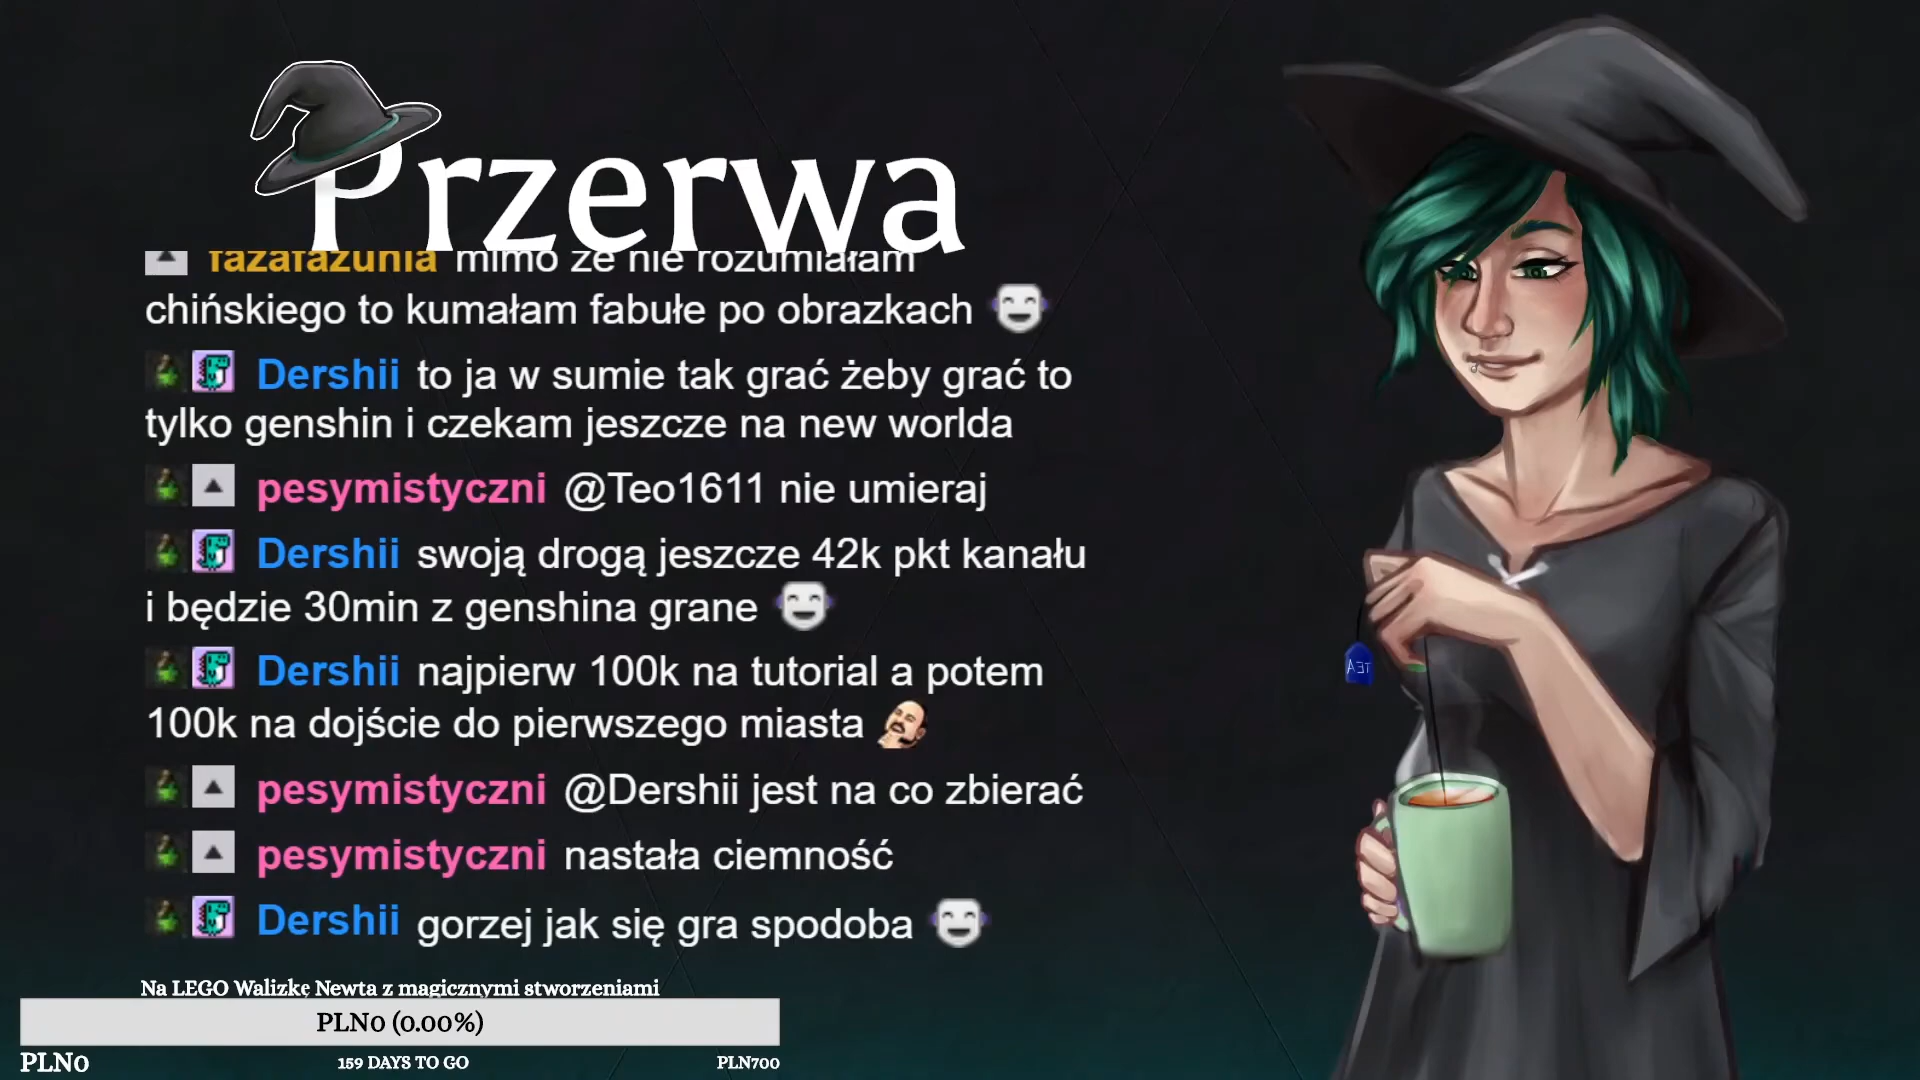 Przerwa
fazafazunia mimo że nie rozumiałam
chińskiego to kumałam fabułe po obrazkach
Dershii to ja w sumie tak grać żeby grać to
tylko genshin i czekam jeszcze na new worlda
pesymistyczni @Teo1611 nie umieraj
Dershii swoją drogą jeszcze 42k pkt kanału
i będzie 30min z genshina grane
Dershii najpierw 100k na tutorial a potem
100k na dojście do pierwszego miasta
pesymistyczni @Dershii jest na co zbierać
pesymistyczni nastała ciemność
Dershii gorzej jak się gra spodoba
TEA
Na LEGO Walizkę Newta z magicznymi stworzeniami
PLN0 (0.00%)
PLN0 159 DAYS TO GO PLN700